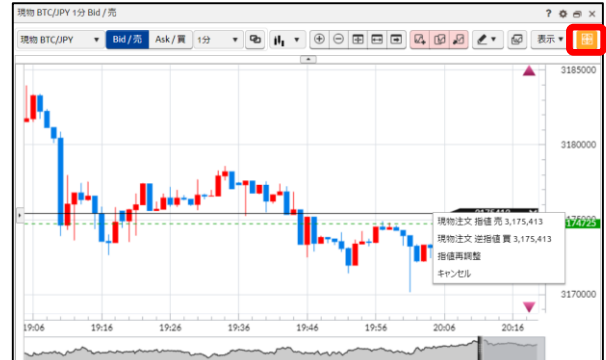 現物 BTC/JPY 1分 Bid / 売
現物 BTC/JPY Bid / 売 Ask / 買 1分 表示
3185000
3180000
現物注文 指値 売 3,175,413
現物注文 逆指値 買 3,175,413
指値再調整
キャンセル
3170000
19:06 19:16 19:26 19:36 19:46 19:56 20:06 20:16